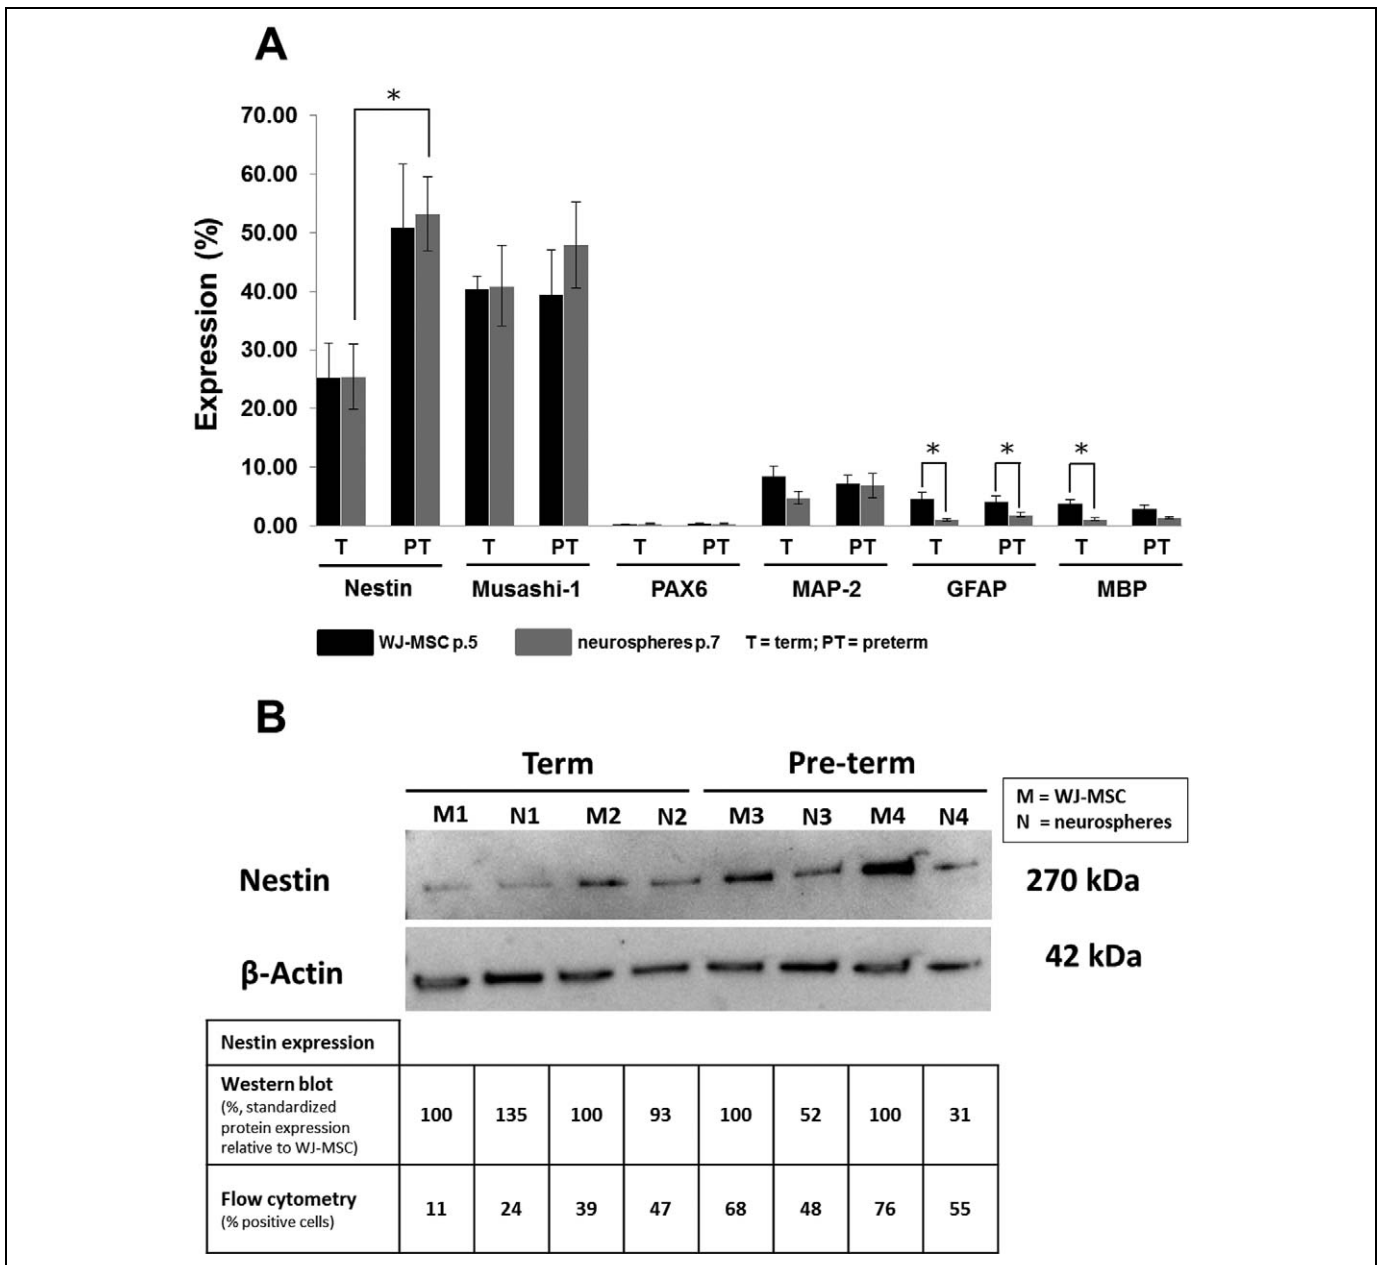 A
*
70.00
60.00
50.00
40.00
30.00
20.00
10.00
0.00
Expression (%)
* * *
T PT T PT T PT T PT T PT T PT
Nestin Musashi-1 PAX6 MAP-2 GFAP MBP
WJ-MSC p.5 neurospheres p.7 T = term; PT = preterm
B
Term Pre-term
M1 N1 M2 N2 M3 N3 M4 N4
M = WJ-MSC
N = neurospheres
Nestin 270 kDa
β-Actin 42 kDa
Nestin expression
Western blot
(%, standardized
protein expression
relative to WJ-MSC)
100 135 100 93 100 52 100 31
Flow cytometry
(% positive cells)
11 24 39 47 68 48 76 55